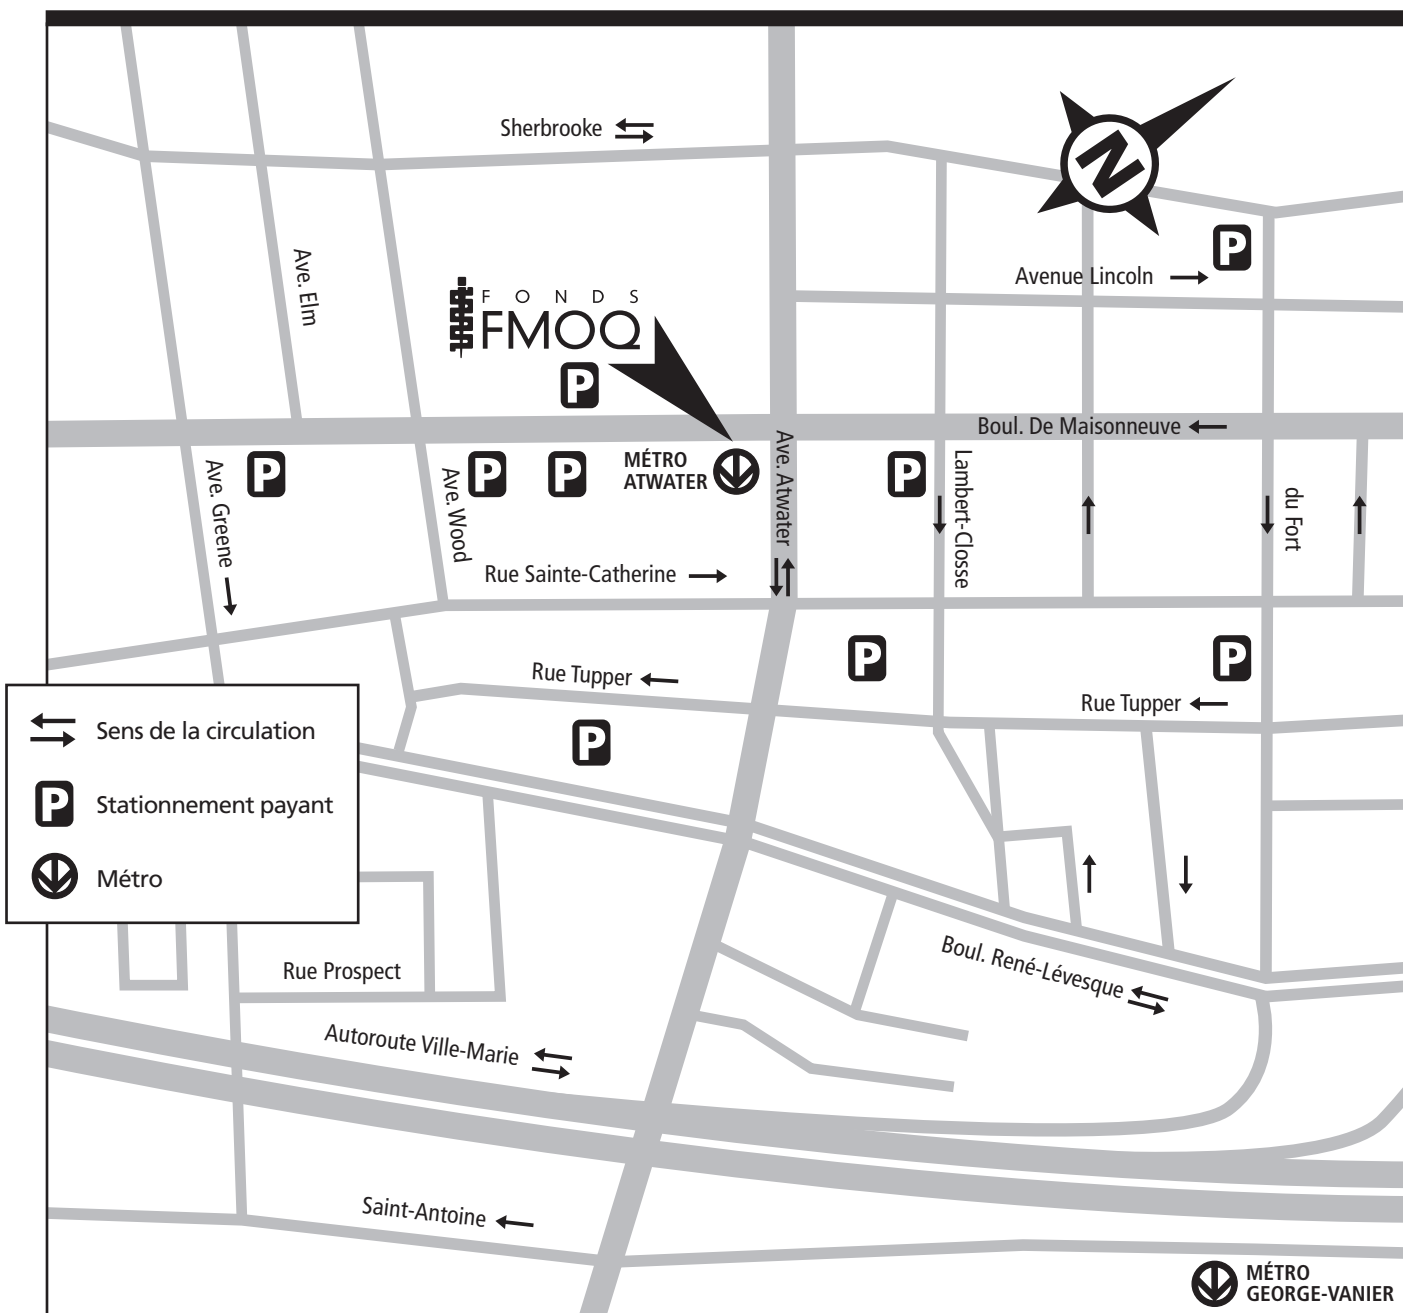 Sherbrooke
N
P
Avenue Lincoln
Ave. Elm
FONDS
FMOQ
P
Boul. De Maisonneuve
P
P
P
MÉTRO
ATWATER
P
Ave. Greene
Ave. Wood
Ave. Atwater
Lambert-Closse
du Fort
Rue Sainte-Catherine
P
P
Rue Tupper
Rue Tupper
P
Sens de la circulation
P Stationnement payant
Métro
Boul. René-Lévesque
Rue Prospect
Autoroute Ville-Marie
Saint-Antoine
MÉTRO
GEORGE-VANIER